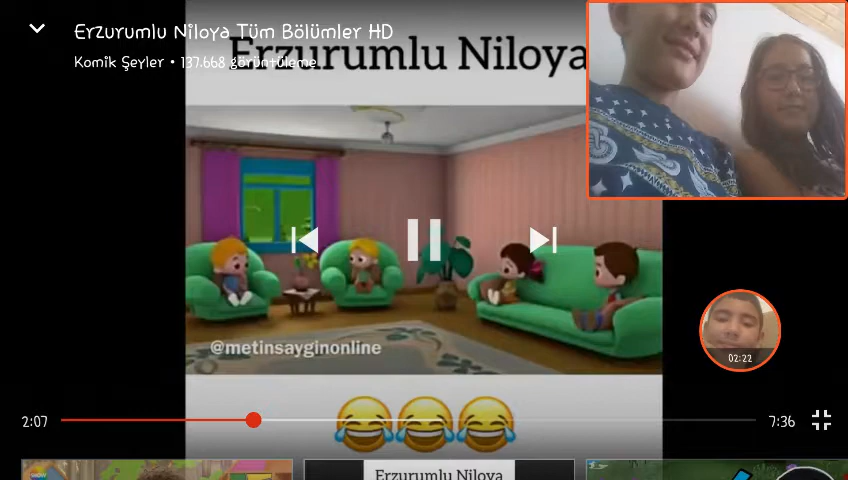 Erzurumlu Niloya Tüm Bölümler HD
Komik Şeyler • 137.668 görüntüleme
Erzurumlu Niloya
@metinsayginonline
02:22
2:07
7:36
Erzurumlu Niloya